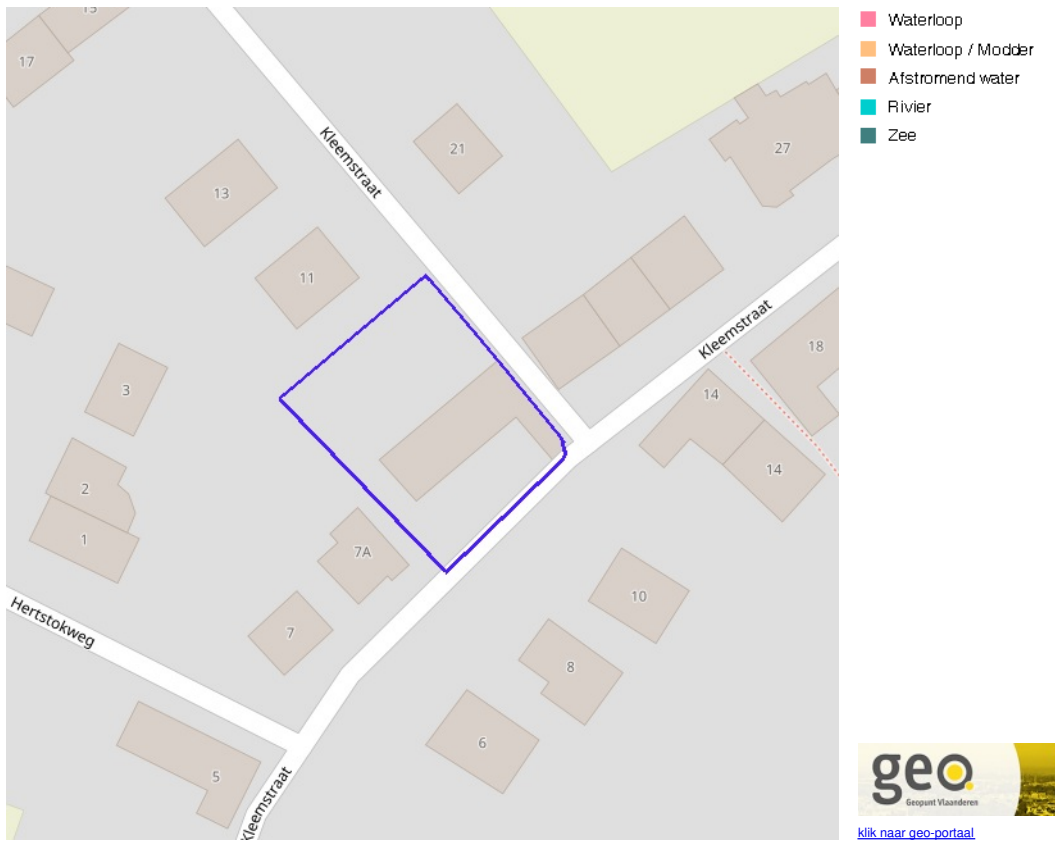 15
17
Kleemstraat
21
27
13
11
Kleemstraat
18
3
14
14
2
1
7A
10
Hertstokweg
7
8
6
5
Kleemstraat
Waterloop
Waterloop / Modder
Afstromend water
Rivier
Zee
geo.
Geopunt Vlaanderen
klik naar geo-portaal